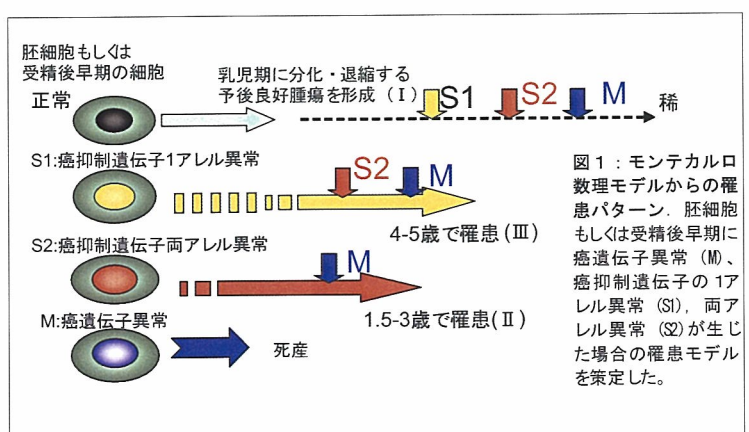 胚細胞もしくは
受精後早期の細胞
正常
乳児期に分化・退縮する
予後良好腫瘍を形成（Ⅰ）
S1
S2
M
稀
S1:癌抑制遺伝子1アレル異常
S2
M
4-5歳で罹患(Ⅲ)
S2:癌抑制遺伝子両アレル異常
M
1.5-3歳で罹患(Ⅱ)
M:癌遺伝子異常
死産
図１：モンテカルロ
数理モデルからの罹
患パターン．胚細胞
もしくは受精後早期に
癌遺伝子異常（M)、
癌抑制遺伝子の 1ア
レル異常（S1)，両ア
レル異常（S2)が生じ
た場合の罹患モデル
を策定した。